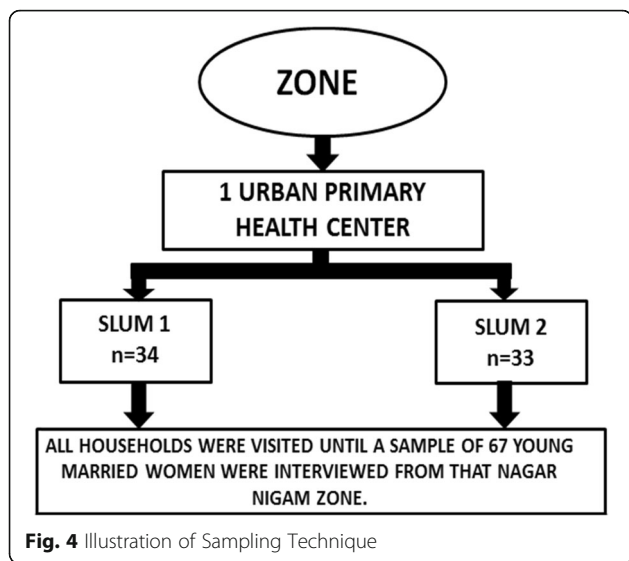 ZONE
1 URBAN PRIMARY
HEALTH CENTER
SLUM 1
n=34
SLUM 2
n=33
ALL HOUSEHOLDS WERE VISITED UNTIL A SAMPLE OF 67 YOUNG
MARRIED WOMEN WERE INTERVIEWED FROM THAT NAGAR
NIGAM ZONE.
Fig. 4 Illustration of Sampling Technique